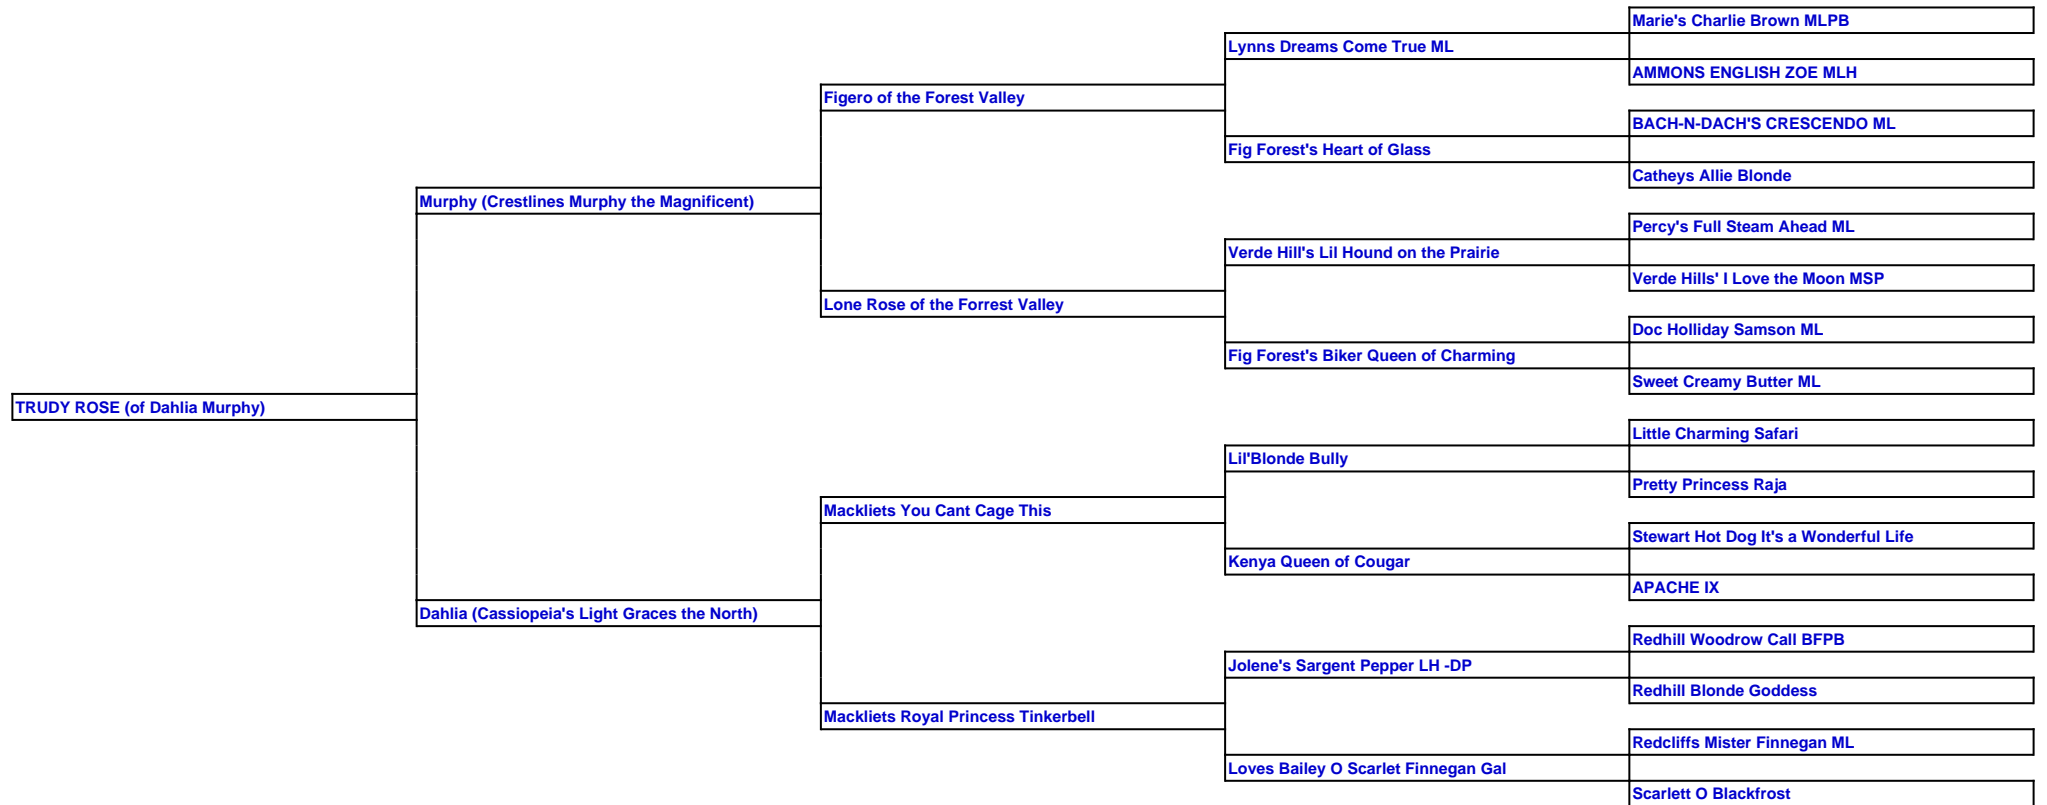 Marie's Charlie Brown MLPB
Lynns Dreams Come True ML
AMMONS ENGLISH ZOE MLH
Figero of the Forest Valley
BACH-N-DACH'S CRESCENDO ML
Fig Forest's Heart of Glass
Catheys Allie Blonde
Murphy (Crestlines Murphy the Magnificent)
Percy's Full Steam Ahead ML
Verde Hill's Lil Hound on the Prairie
Verde Hills' I Love the Moon MSP
Lone Rose of the Forrest Valley
Doc Holliday Samson ML
Fig Forest's Biker Queen of Charming
Sweet Creamy Butter ML
TRUDY ROSE (of Dahlia Murphy)
Little Charming Safari
Lil'Blonde Bully
Pretty Princess Raja
Mackliets You Cant Cage This
Stewart Hot Dog It's a Wonderful Life
Kenya Queen of Cougar
APACHE IX
Dahlia (Cassiopeia's Light Graces the North)
Redhill Woodrow Call BFPB
Jolene's Sargent Pepper LH -DP
Redhill Blonde Goddess
Mackliets Royal Princess Tinkerbell
Redcliffs Mister Finnegan ML
Loves Bailey O Scarlet Finnegan Gal
Scarlett O Blackfrost